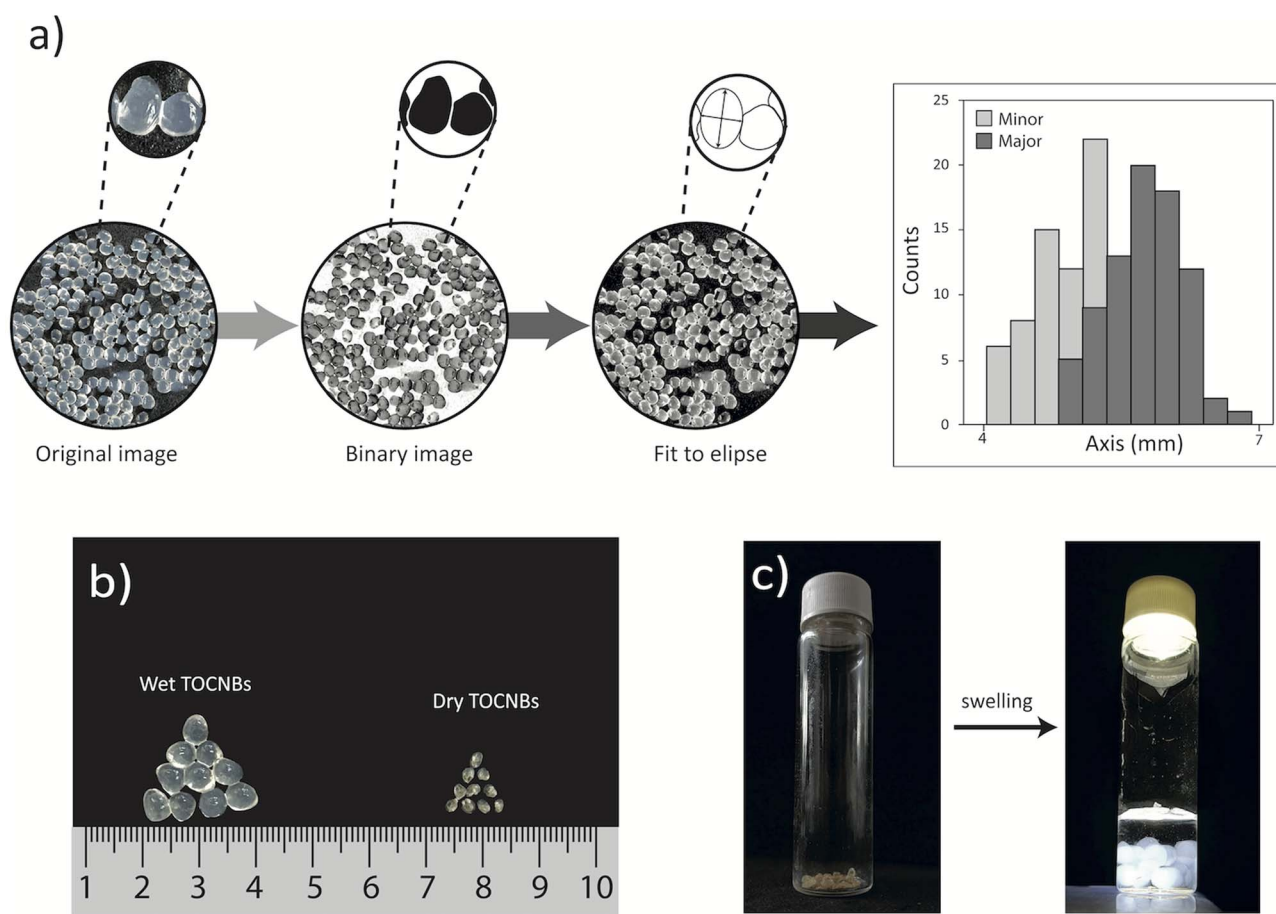 a)
25
20
15
10
5
0
Counts
Minor
Major
4
7
Axis (mm)
Original image
Binary image
Fit to elipse
b)
Wet TOCNBs
Dry TOCNBs
1 2 3 4 5 6 7 8 9 10
c)
swelling